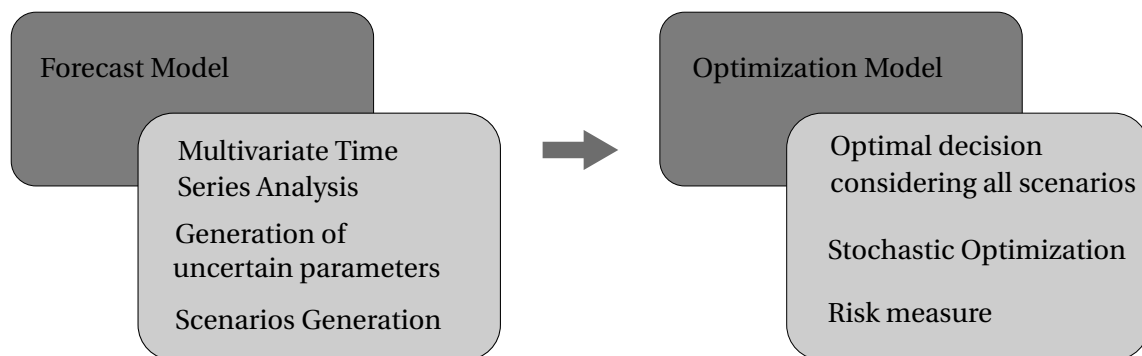 Forecast Model
Multivariate Time
Series Analysis
Generation of
uncertain parameters
Scenarios Generation
Optimization Model
Optimal decision
considering all scenarios
Stochastic Optimization
Risk measure